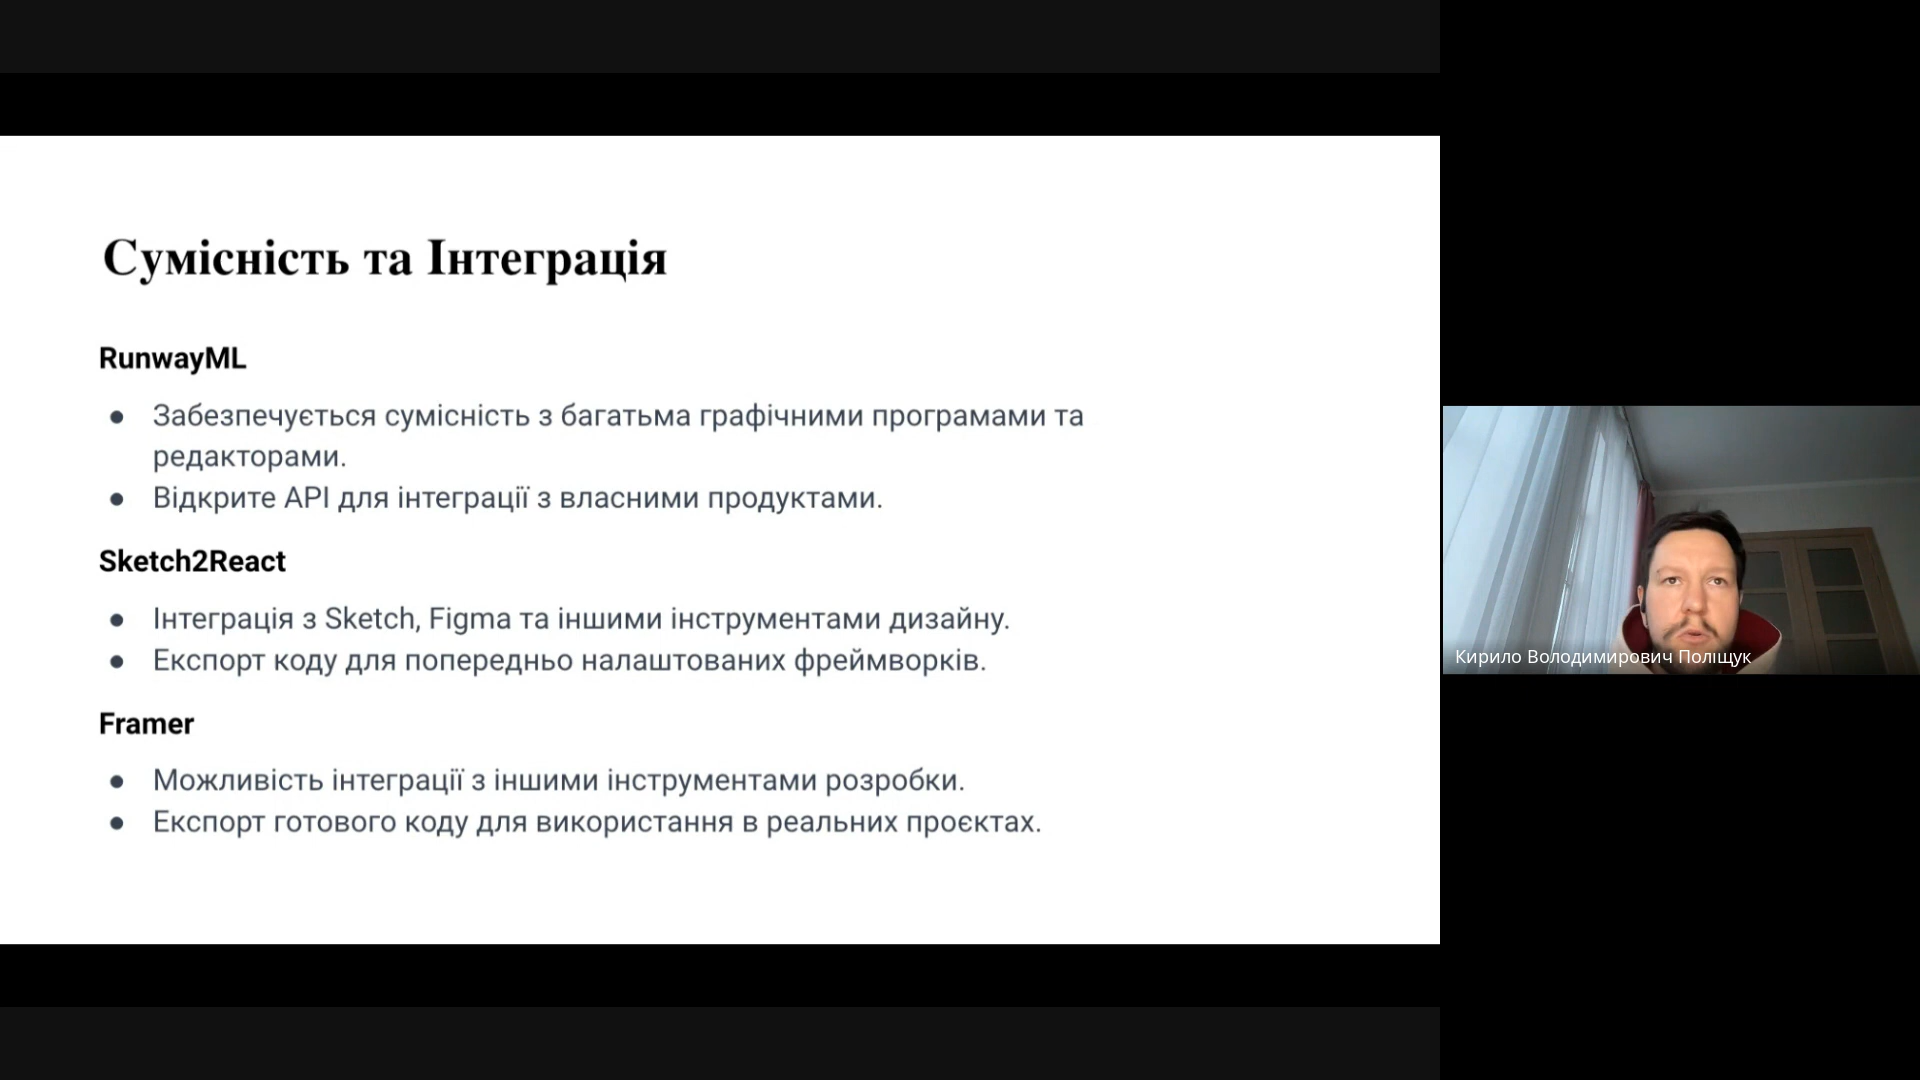 Сумісність та Інтеграція
RunwayML
● Забезпечується сумісність з багатьма графічними програмами та
редакторами.
● Відкрите API для інтеграції з власними продуктами.
Sketch2React
● Інтеграція з Sketch, Figma та іншими інструментами дизайну.
● Експорт коду для попередньо налаштованих фреймворків.
Framer
● Можливість інтеграції з іншими інструментами розробки.
● Експорт готового коду для використання в реальних проєктах.
Кирило Володимирович Поліщук